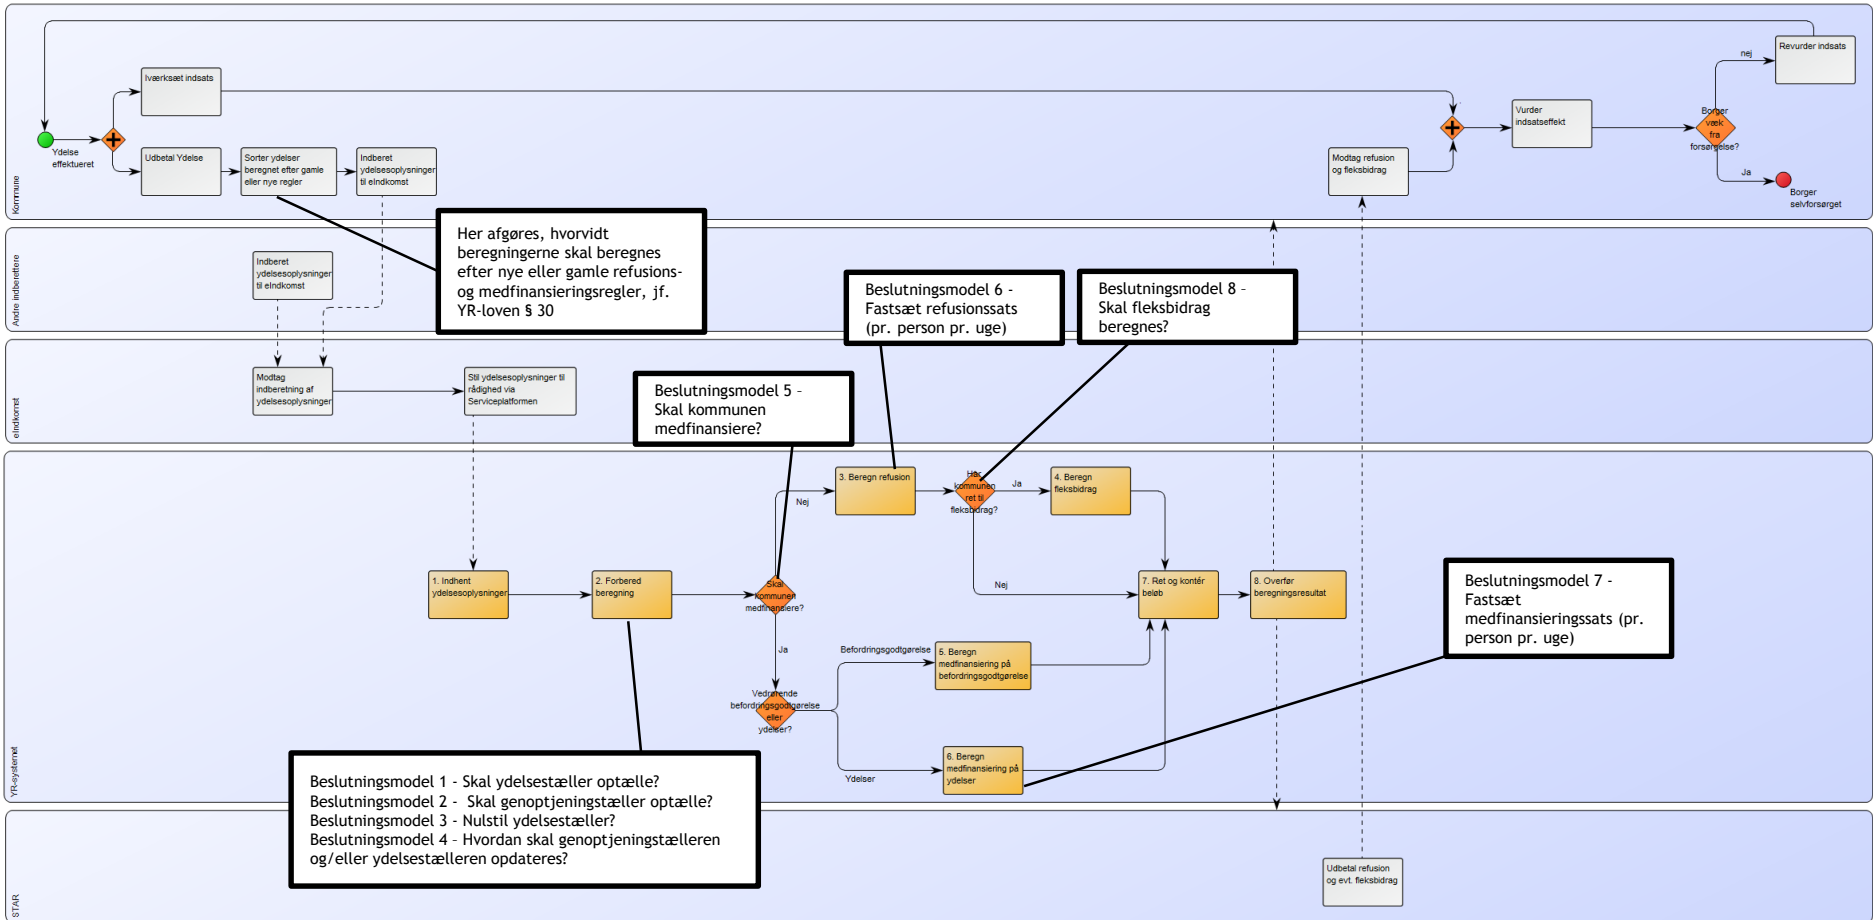 Kommune
Revurder indsats
nej
Iværksæt indsats
Ydelse
effektueret
Udbetal Ydelse
Sorter ydelser
beregnet efter gamle
eller nye regler
Indberet
ydelsesoplysninger
til eIndkomst
Modtag refusion
og fleksbidrag
Vurder
indsatseffekt
Borger
væk
fra
forsørgelse?
Ja
Borger
selvforsørget
Andre indberettere
Indberet
ydelsesoplysninger
til eIndkomst
Her afgøres, hvorvidt
beregningerne skal beregnes
efter nye eller gamle refusions-
og medfinansieringsregler, jf.
YR-loven § 30
Beslutningsmodel 6 -
Fastsæt refusionssats
(pr. person pr. uge)
Beslutningsmodel 8 -
Skal fleksbidrag
beregnes?
eIndkomst
Modtag
indberetning af
ydelsesoplysninger
Stil ydelsesoplysninger til
rådighed via
Serviceplatformen
Beslutningsmodel 5 –
Skal kommunen
medfinansiere?
YR-systemet
3. Beregn refusion
Har
kommunen
ret til
fleksbidrag?
Ja
4. Beregn
fleksbidrag
Nej
1. Indhent
ydelsesoplysninger
2. Forbered
beregning
Skal
kommunen
medfinansiere?
Nej
7. Ret og kontér
beløb
8. Overfør
beregningsresultat
Beslutningsmodel 7 -
Fastsæt
medfinansieringssats (pr.
person pr. uge)
Ja
Befordringsgodtgørelse
5. Beregn
medfinansiering på
befordringsgodtgørelse
Vedrørende
befordringsgodtgørelse
eller
ydelser?
Ydelser
6. Beregn
medfinansiering på
ydelser
Beslutningsmodel 1 - Skal ydelsestæller optælle?
Beslutningsmodel 2 - Skal genoptjeningstæller optælle?
Beslutningsmodel 3 - Nulstil ydelsestæller?
Beslutningsmodel 4 – Hvordan skal genoptjeningstælleren
og/eller ydelsestælleren opdateres?
STAR
Udbetal refusion
og evt. fleksbidrag